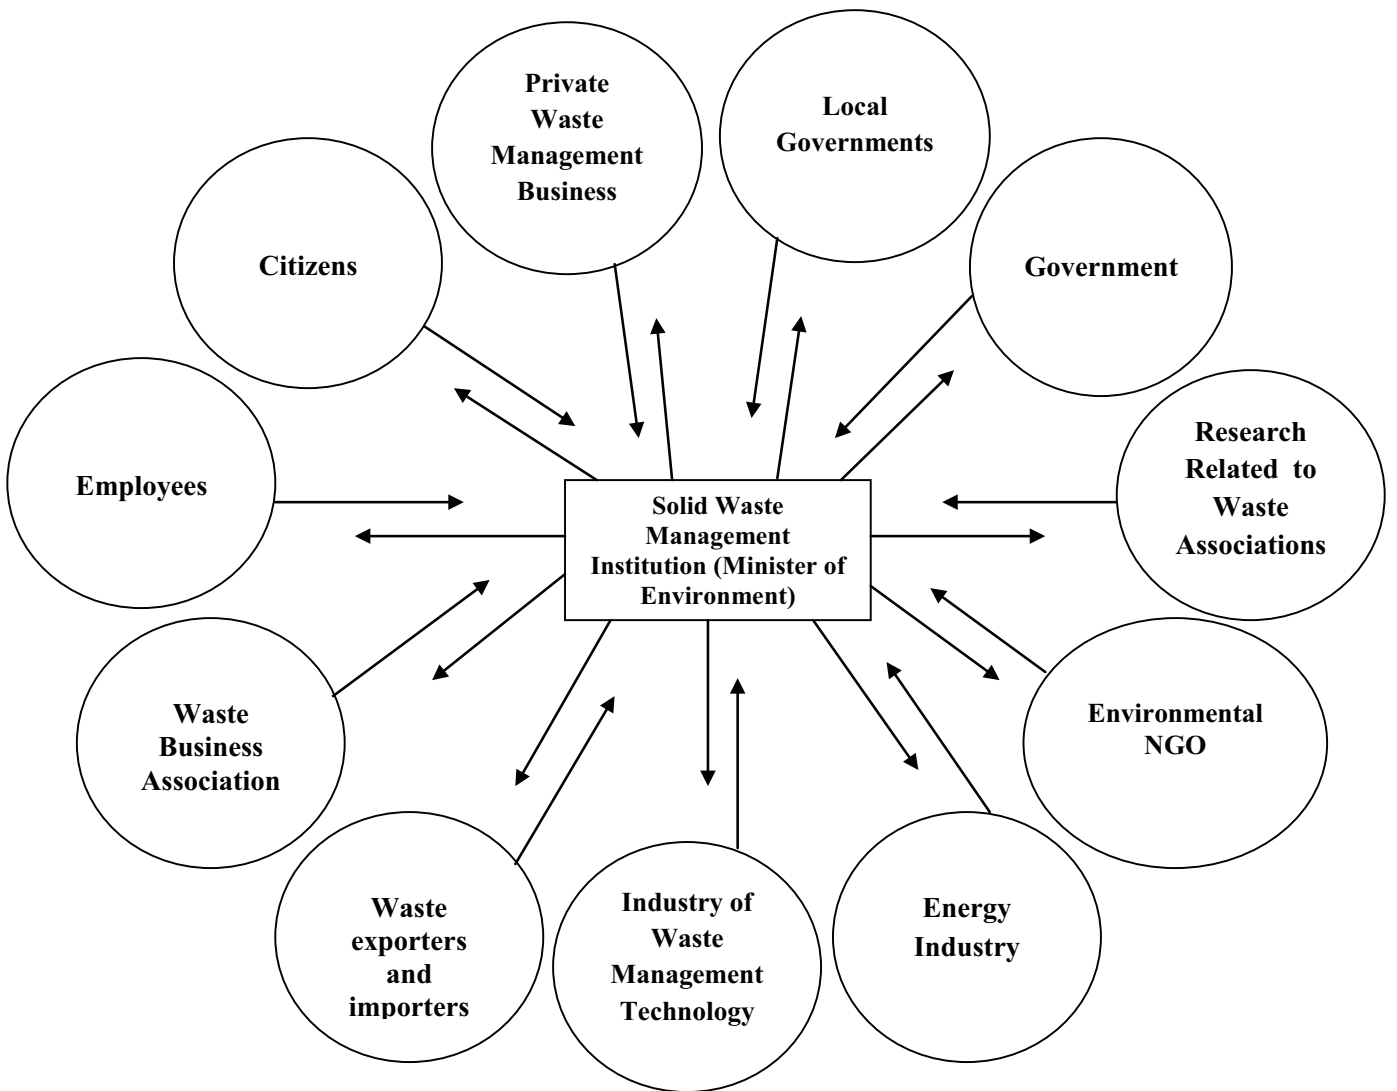 Private
Waste
Management
Business
Local
Governments
Citizens
Government
Employees
Research
Related to
Waste
Associations
Solid Waste
Management
Institution (Minister of
Environment)
Waste
Business
Association
Environmental
NGO
Waste
exporters
and
importers
Industry of
Waste
Management
Technology
Energy
Industry